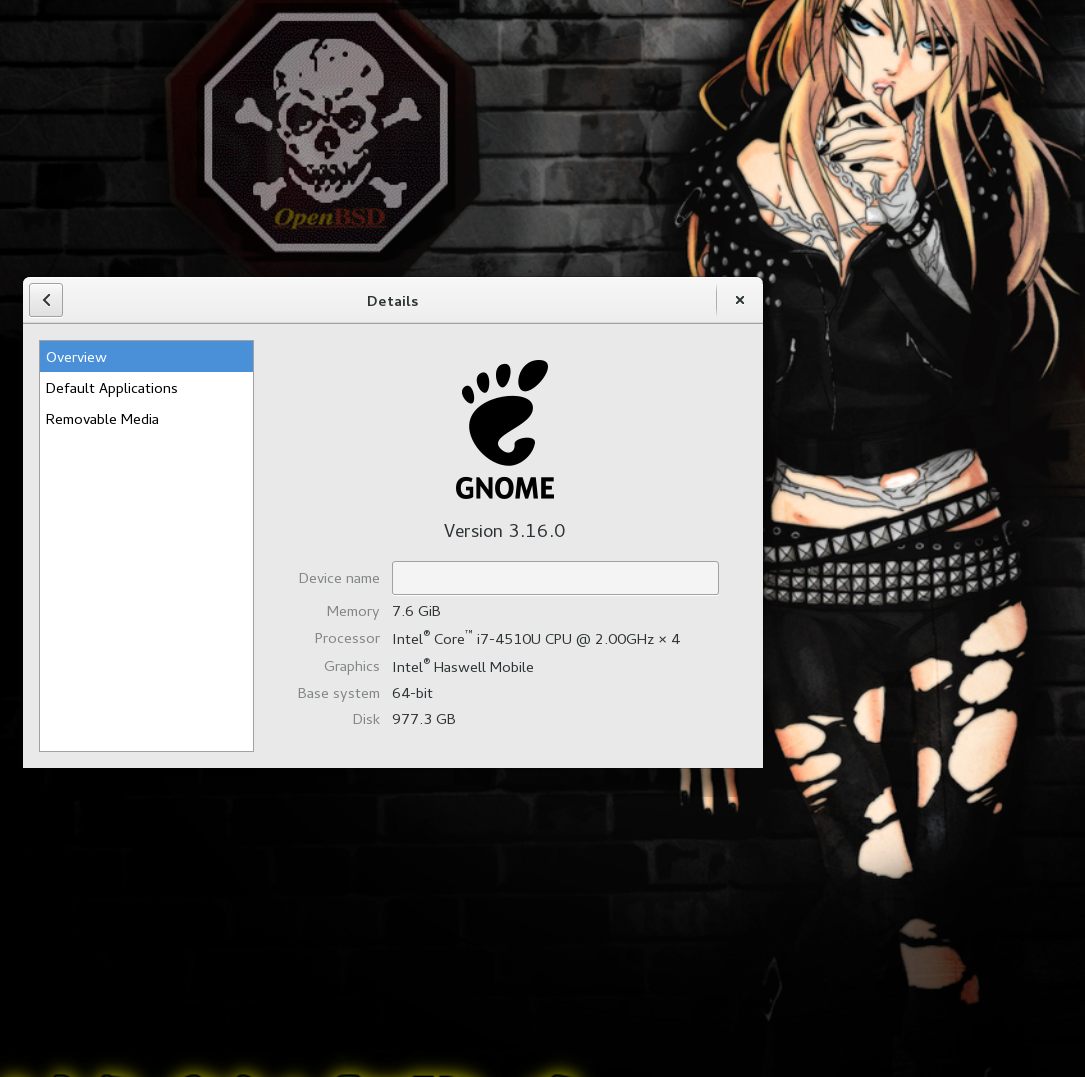 OpenBSD
Details
Overview
Default Applications
Removable Media
GNOME
Version 3.16.0
Device name
Memory 7.6 GiB
Processor Intel® Core™ i7-4510U CPU @ 2.00GHz × 4
Graphics Intel® Haswell Mobile
Base system 64-bit
Disk 977.3 GB